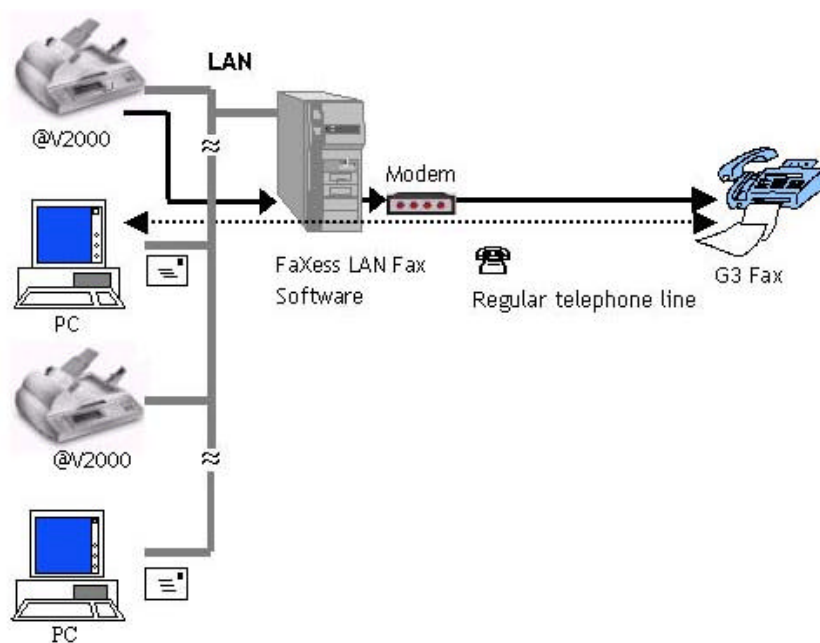 LAN
@V2000
Modem
FaXess LAN Fax
Software
Regular telephone line
G3 Fax
PC
@V2000
PC